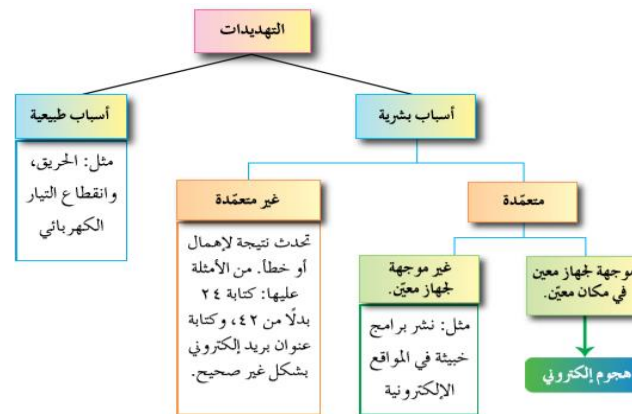 التهديدات
أسباب بشرية
أسباب طبيعية
مثل: الحريق،
وانقطاع التيار
الكهربائي
متعمّدة
غير متعمّدة
تحدث نتيجة لإهمال
أو خطأ. من الأمثلة
عليها: كتابة ٢٤
بدلًا من ٤٢، وكتابة
عنوان بريد إلكتروني
بشكل غير صحيح.
موجهة لجهاز معين
في مكان معيّن.
هجوم إلكتروني
غير موجهة
لجهاز معيّن.
مثل: نشر برامج
خبيثة في المواقع
الإلكترونية